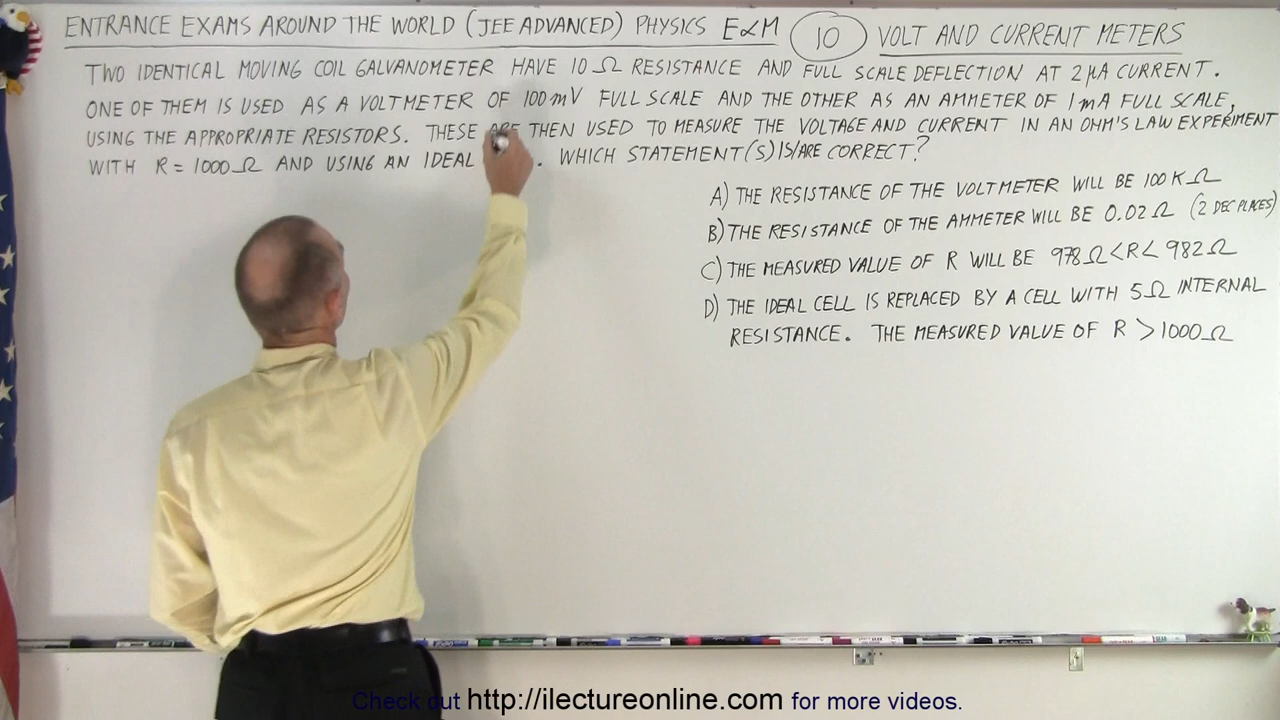 ENTRANCE EXAMS AROUND THE WORLD (JEE ADVANCED) PHYSICS E&M 10 VOLT AND CURRENT METERS
TWO IDENTICAL MOVING COIL GALVANOMETER HAVE 10 Ω RESISTANCE AND FULL SCALE DEFLECTION AT 2 μA CURRENT.
ONE OF THEM IS USED AS A VOLTMETER OF 100 mV FULL SCALE AND THE OTHER AS AN AMMETER OF 1 mA FULL SCALE,
USING THE APPROPRIATE RESISTORS. THESE ARE THEN USED TO MEASURE THE VOLTAGE AND CURRENT IN AN OHM'S LAW EXPERIMENT
WITH R = 1000 Ω AND USING AN IDEAL . WHICH STATEMENT(S) IS/ARE CORRECT?
A) THE RESISTANCE OF THE VOLTMETER WILL BE 100 K Ω
B) THE RESISTANCE OF THE AMMETER WILL BE 0.02 Ω (2 DEC PLACES)
C) THE MEASURED VALUE OF R WILL BE 978 Ω < R < 982 Ω
D) THE IDEAL CELL IS REPLACED BY A CELL WITH 5 Ω INTERNAL
RESISTANCE. THE MEASURED VALUE OF R > 1000 Ω
Check out http://ilectureonline.com for more videos.